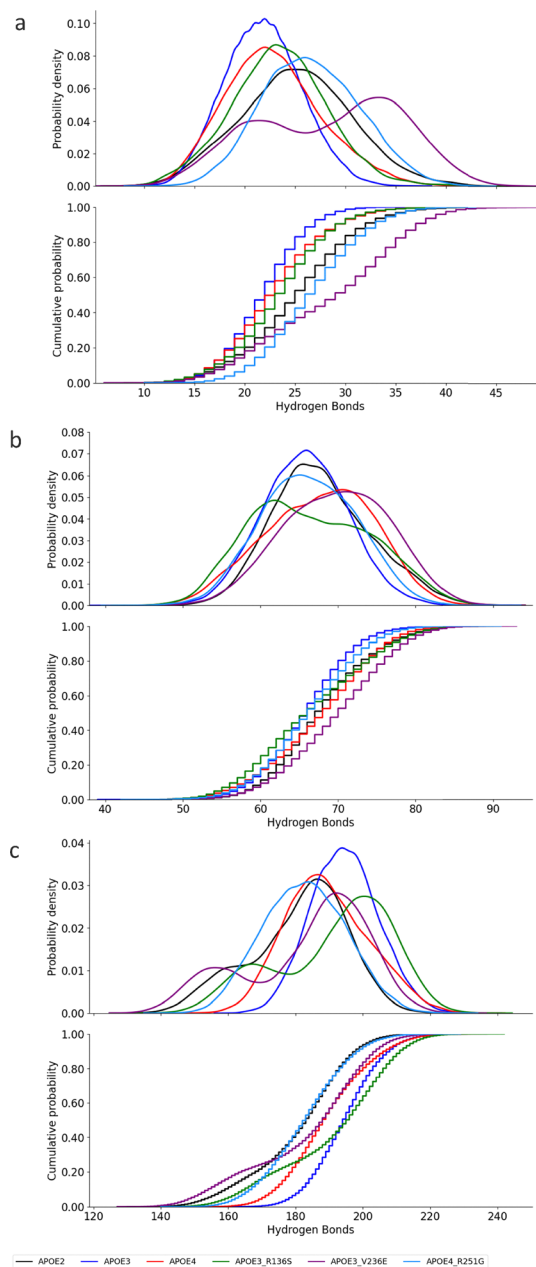 a
0.10
0.08
0.06
0.04
0.02
0.00
Probability density
1.00
0.80
0.60
0.40
0.20
0.00
Cumulative probability
10 15 20 25 30 35 40 45
Hydrogen Bonds
b
0.08
0.07
0.06
0.05
0.04
0.03
0.02
0.01
0.00
Probability density
1.00
0.80
0.60
0.40
0.20
0.00
Cumulative probability
40 50 60 70 80 90
Hydrogen Bonds
c
0.04
0.03
0.02
0.01
0.00
Probability density
1.00
0.80
0.60
0.40
0.20
0.00
Cumulative probability
120 140 160 180 200 220 240
Hydrogen Bonds
APOE2 APOE3 APOE4 APOE3_R136S APOE3_V236E APOE4_R251G